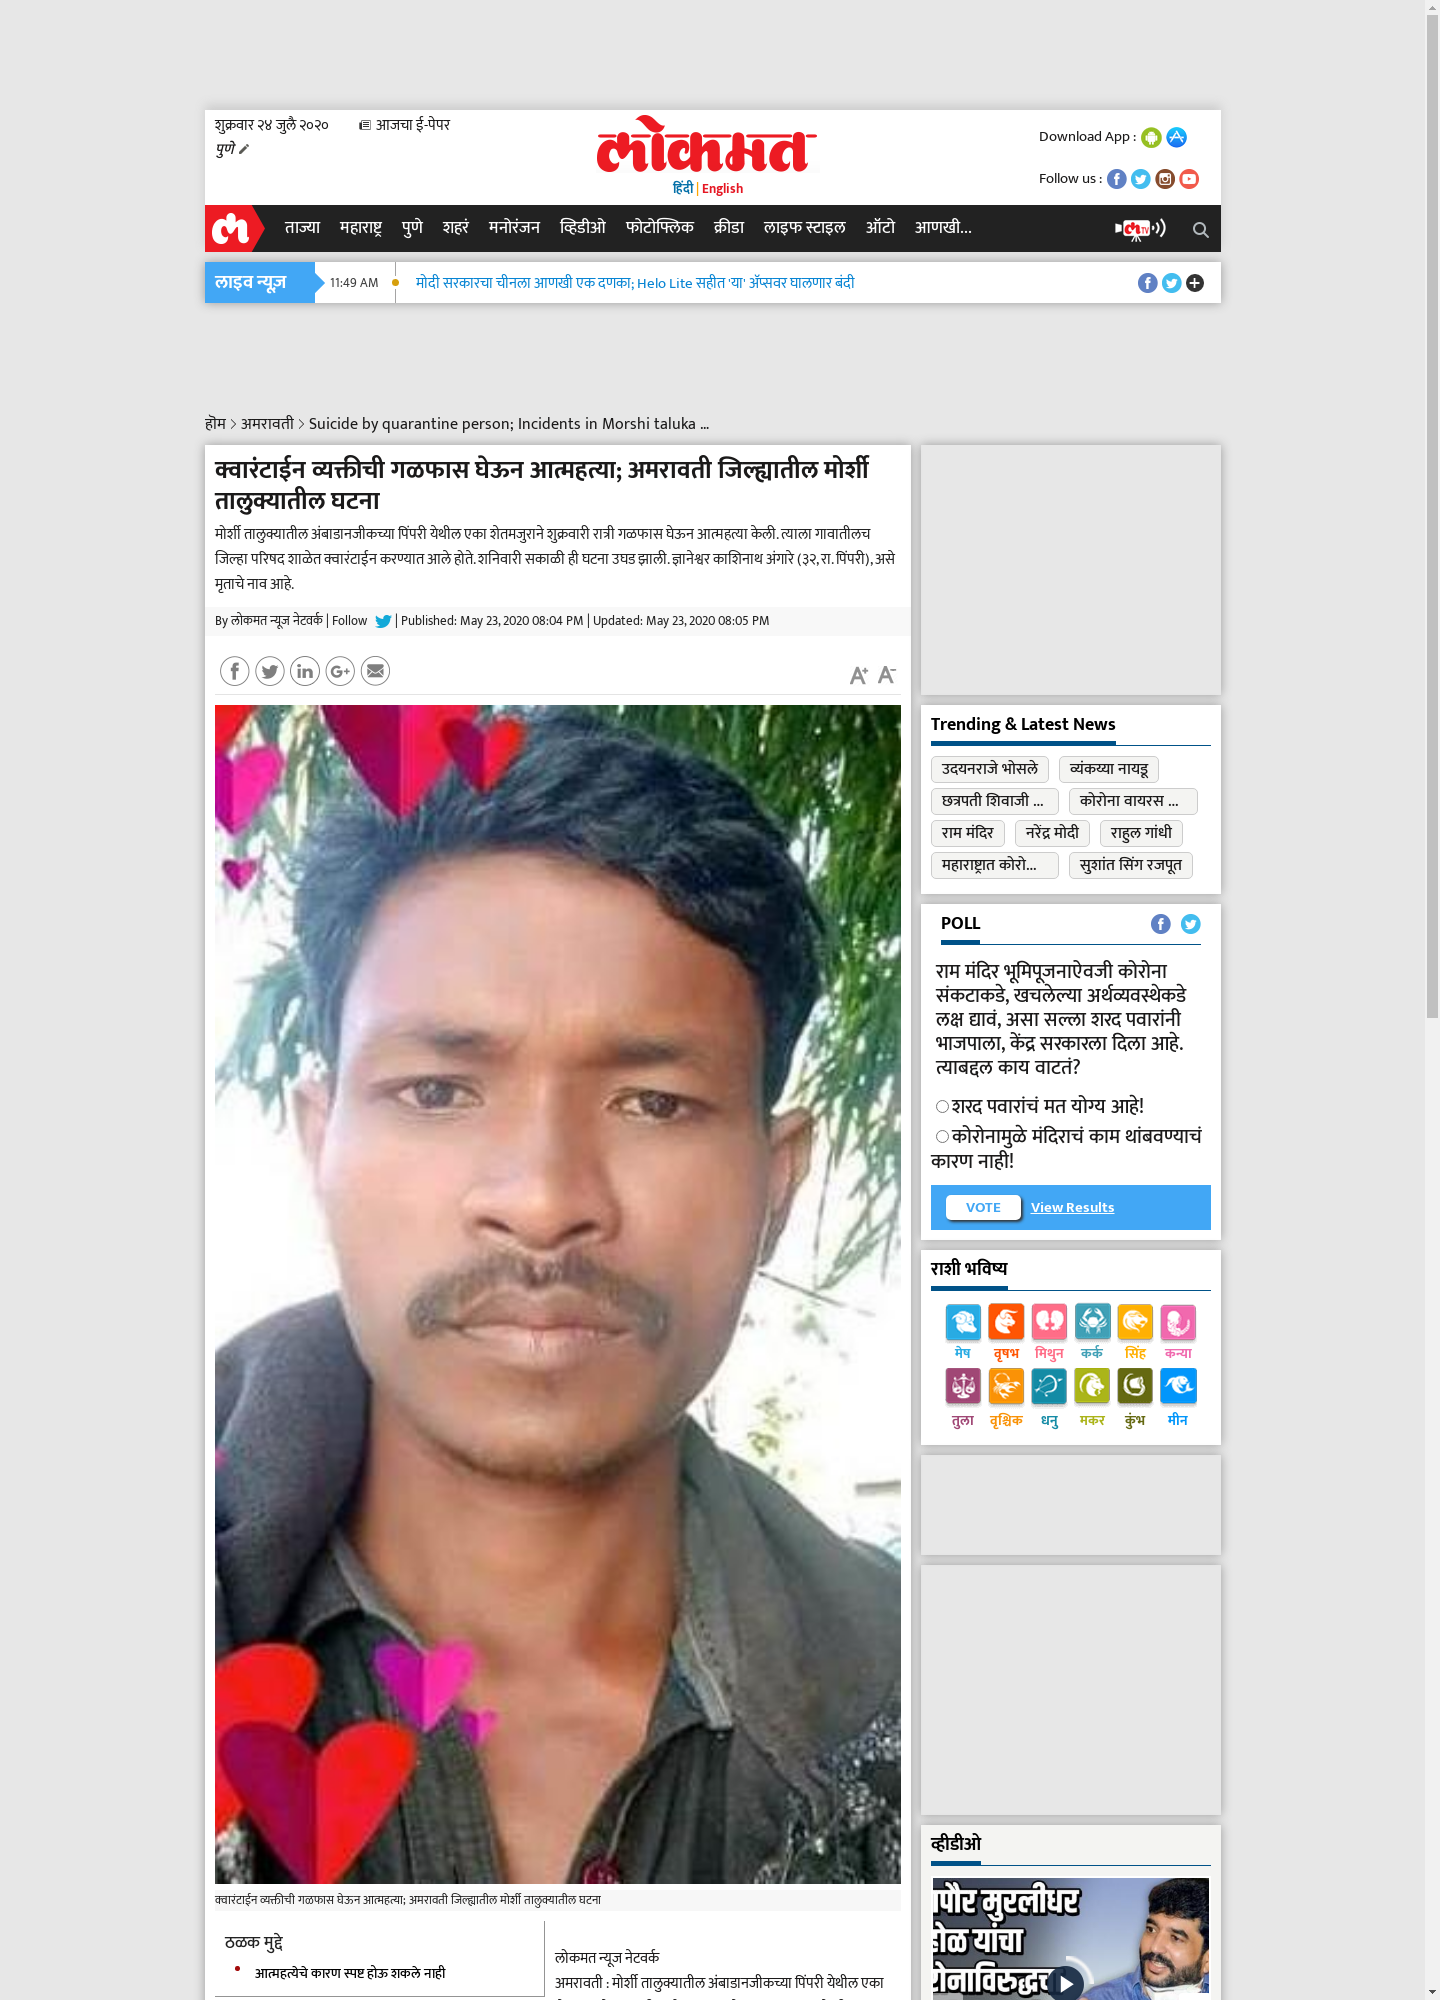 शुक्रवार २४ जुलै २०२०
आजचा ई-पेपर
पुणे
लोकमत
हिंदी | English
Download App :
Follow us :
ताज्या महाराष्ट्र पुणे शहरं मनोरंजन व्हिडीओ फोटोफ्लिक क्रीडा लाइफ स्टाइल ऑटो आणखी...
लाइव न्यूज़ 11:49 AM मोदी सरकारचा चीनला आणखी एक दणका; Helo Lite सहीत 'या' ॲप्सवर घालणार बंदी
हॊम > अमरावती > Suicide by quarantine person; Incidents in Morshi taluka ...
क्वारंटाईन व्यक्तीची गळफास घेऊन आत्महत्या; अमरावती जिल्ह्यातील मोर्शी
तालुक्यातील घटना
मोर्शी तालुक्यातील अंबाडानजीकच्या पिंपरी येथील एका शेतमजुराने शुक्रवारी रात्री गळफास घेऊन आत्महत्या केली. त्याला गावातीलच
जिल्हा परिषद शाळेत क्वारंटाईन करण्यात आले होते. शनिवारी सकाळी ही घटना उघड झाली. ज्ञानेश्वर काशिनाथ अंगारे (३२, रा. पिंपरी), असे
मृताचे नाव आहे.
By लोकमत न्यूज नेटवर्क | Follow | Published: May 23, 2020 08:04 PM | Updated: May 23, 2020 08:05 PM
A+ A-
क्वारंटाईन व्यक्तीची गळफास घेऊन आत्महत्या; अमरावती जिल्ह्यातील मोर्शी तालुक्यातील घटना
ठळक मुद्दे
आत्महत्येचे कारण स्पष्ट होऊ शकले नाही
लोकमत न्यूज नेटवर्क
अमरावती : मोर्शी तालुक्यातील अंबाडानजीकच्या पिंपरी येथील एका
Trending & Latest News
उदयनराजे भोसले व्यंकय्या नायडू
छत्रपती शिवाजी ... कोरोना वायरस ...
राम मंदिर नरेंद्र मोदी राहुल गांधी
महाराष्ट्रात कोरो... सुशांत सिंग रजपूत
POLL
राम मंदिर भूमिपूजनाऐवजी कोरोना
संकटाकडे, खचलेल्या अर्थव्यवस्थेकडे
लक्ष द्यावं, असा सल्ला शरद पवारांनी
भाजपाला, केंद्र सरकारला दिला आहे.
त्याबद्दल काय वाटतं?
शरद पवारांचं मत योग्य आहे!
कोरोनामुळे मंदिराचं काम थांबवण्याचं
कारण नाही!
VOTE View Results
राशी भविष्य
मेष वृषभ मिथुन कर्क सिंह कन्या
तुला वृश्चिक धनु मकर कुंभ मीन
व्हीडीओ
पौर मुरलीधर
होळ यांचा
रोनाविरुद्धच